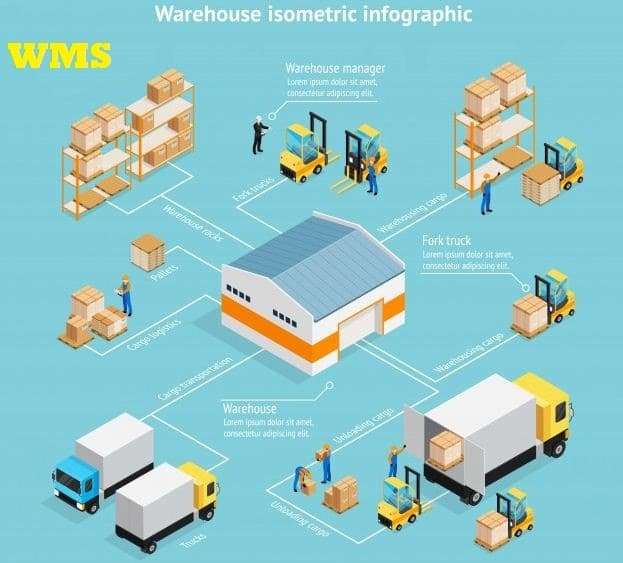 Warehouse isometric infographic
WMS
Warehouse manager
Lorem ipsum dolor sit amet,
consectetur adipiscing elit.
Fork trucks
Warehouse racks
Warehousing cargo
Fork truck
Lorem ipsum dolor sit amet,
consectetur adipiscing elit.
Pallets
Cargo logistics
Warehousing cargo
Cargo transportation
Warehouse
Lorem ipsum dolor sit amet,
consectetur adipiscing elit.
Unloading cargo
Unloading cargo
Trucks